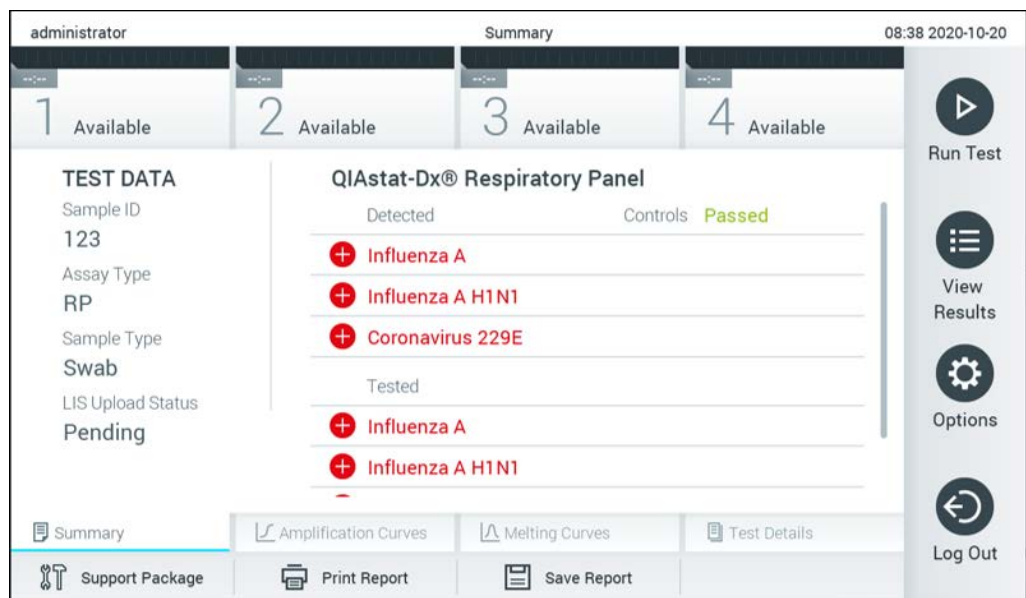 administrator Summary 08:38 2020-10-20
--:-- --:-- --:-- --:--
1 Available 2 Available 3 Available 4 Available
Run Test
TEST DATA
Sample ID
123
Assay Type
RP
Sample Type
Swab
LIS Upload Status
Pending
QIAstat-Dx® Respiratory Panel
Detected Controls Passed
Influenza A
Influenza A H1N1
Coronavirus 229E
Tested
Influenza A
Influenza A H1N1
View
Results
Options
Log Out
Summary Amplification Curves Melting Curves Test Details
Support Package Print Report Save Report